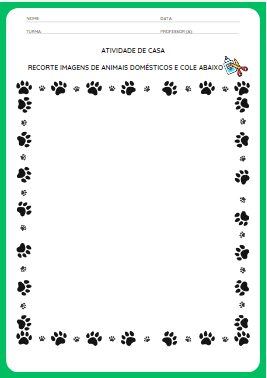 NOME: DATA:
TURMA: PROFESSOR (A):
ATIVIDADE DE CASA
RECORTE IMAGENS DE ANIMAIS DOMÉSTICOS E COLE ABAIXO